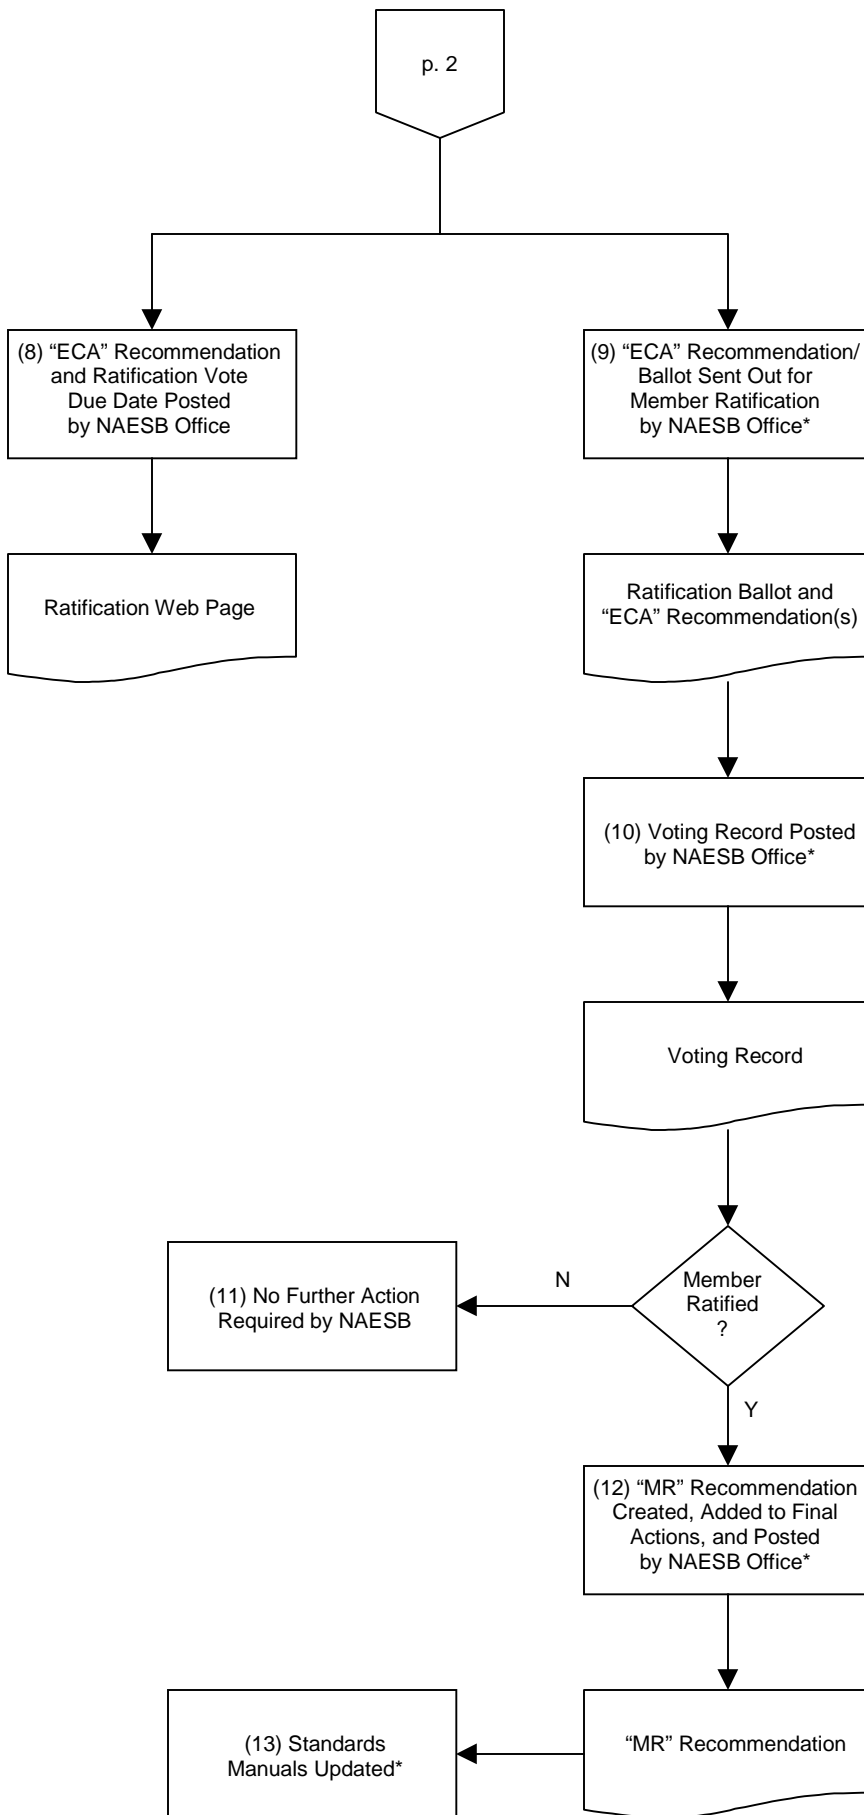 p. 2
(8) “ECA” Recommendation
and Ratification Vote
Due Date Posted
by NAESB Office
(9) “ECA” Recommendation/
Ballot Sent Out for
Member Ratification
by NAESB Office*
Ratification Web Page
Ratification Ballot and
“ECA” Recommendation(s)
(10) Voting Record Posted
by NAESB Office*
Voting Record
(11) No Further Action
Required by NAESB
N
Member
Ratified
?
Y
(12) “MR” Recommendation
Created, Added to Final
Actions, and Posted
by NAESB Office*
(13) Standards
Manuals Updated*
“MR” Recommendation